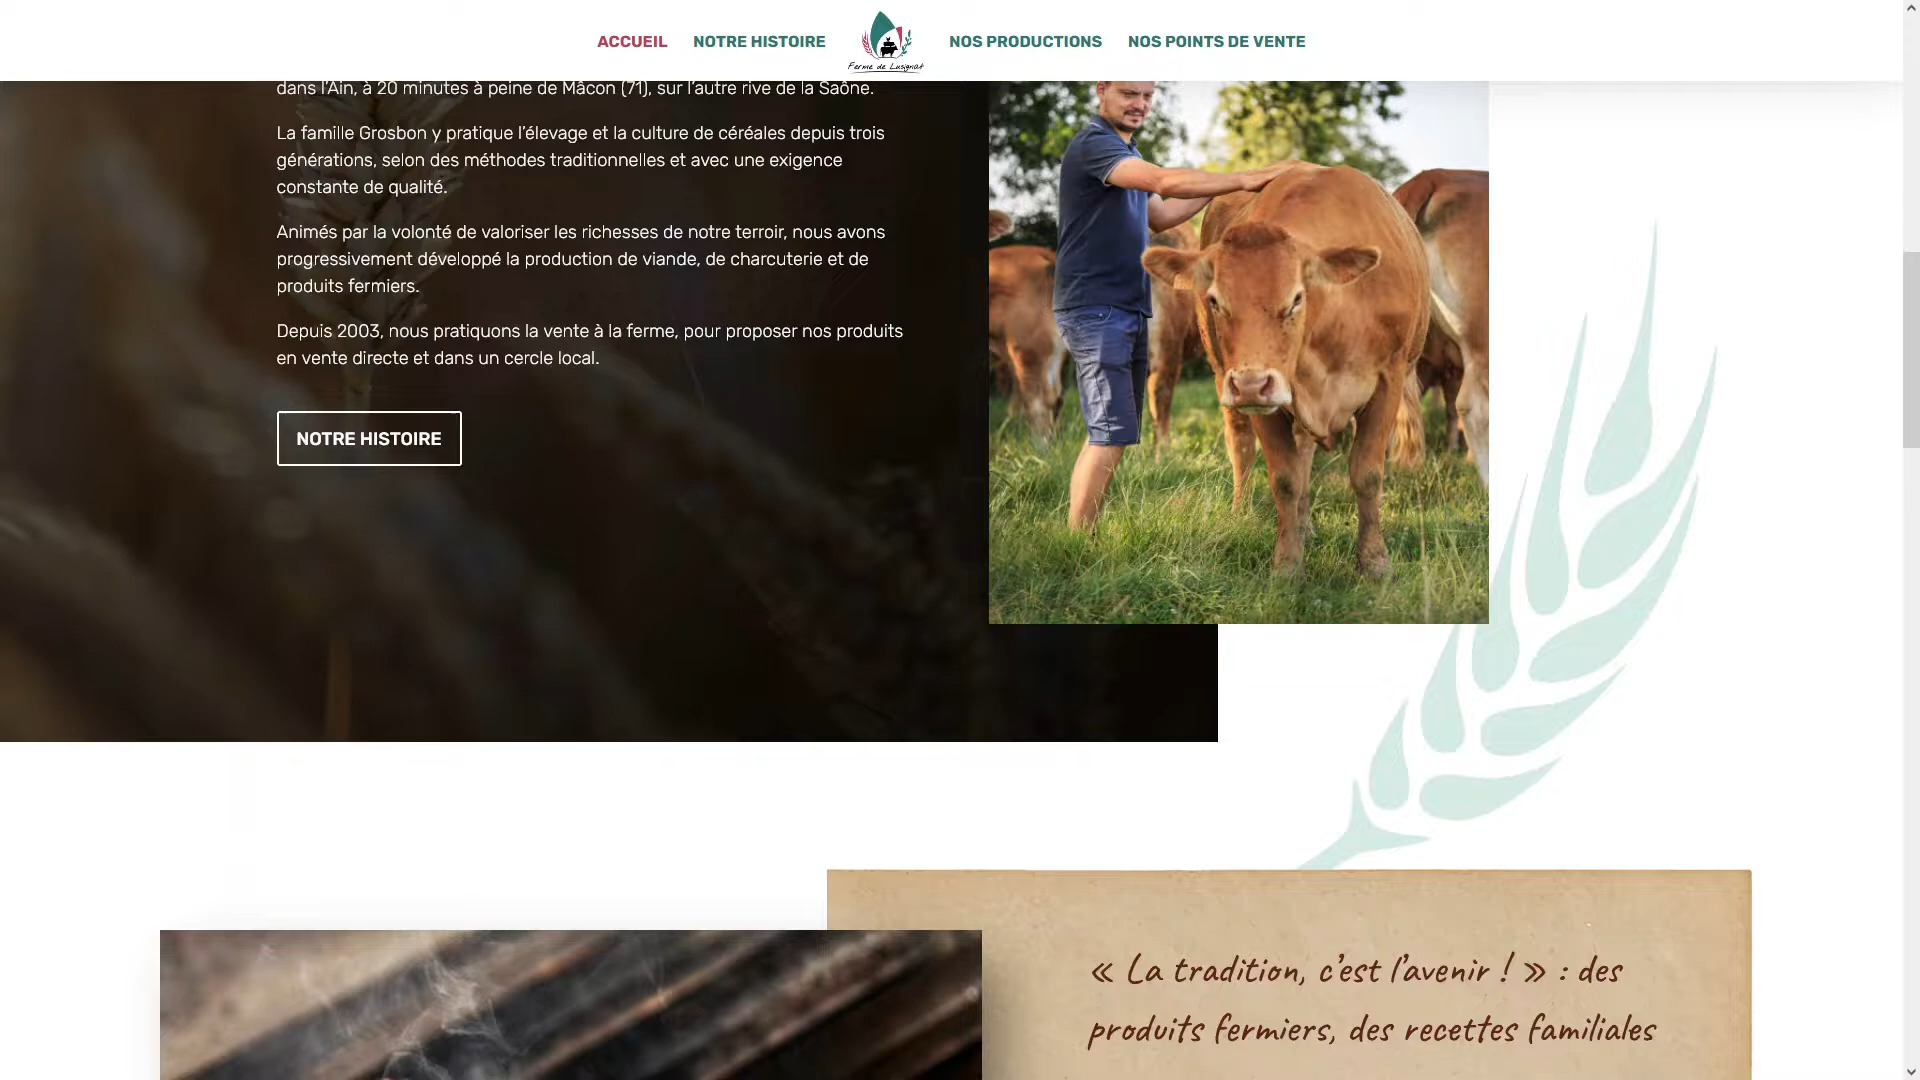 ACCUEIL NOTRE HISTOIRE NOS PRODUCTIONS NOS POINTS DE VENTE
Ferme de Lusignat
dans l'Ain, à 20 minutes à peine de Mâcon (71), sur l'autre rive de la Saône.
La famille Grosbon y pratique l'élevage et la culture de céréales depuis trois
générations, selon des méthodes traditionnelles et avec une exigence
constante de qualité.
Animés par la volonté de valoriser les richesses de notre terroir, nous avons
progressivement développé la production de viande, de charcuterie et de
produits fermiers.
Depuis 2003, nous pratiquons la vente à la ferme, pour proposer nos produits
en vente directe et dans un cercle local.
NOTRE HISTOIRE
« La tradition, c'est l'avenir ! » : des
produits fermiers, des recettes familiales